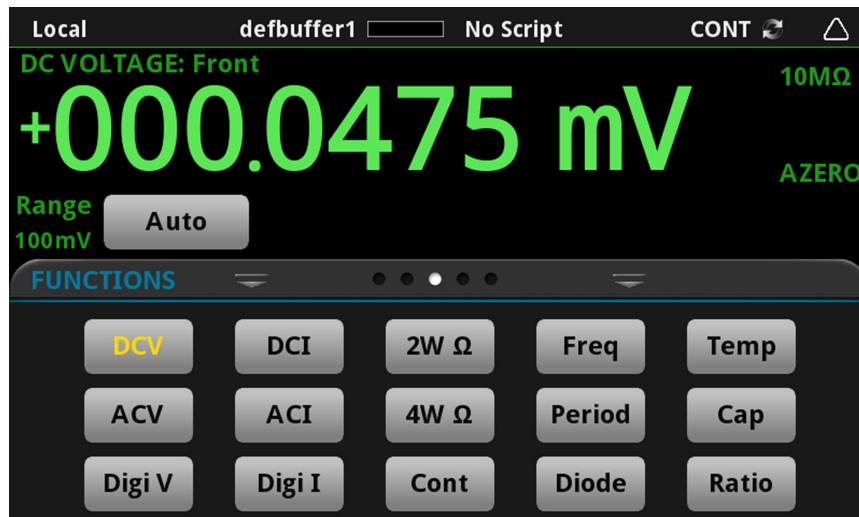 Local defbuffer1 No Script CONT
DC VOLTAGE: Front
10MΩ
+000.0475 mV
AZERO
Range
100mV
Auto
FUNCTIONS
DCV DCI 2W Ω Freq Temp
ACV ACI 4W Ω Period Cap
Digi V Digi I Cont Diode Ratio